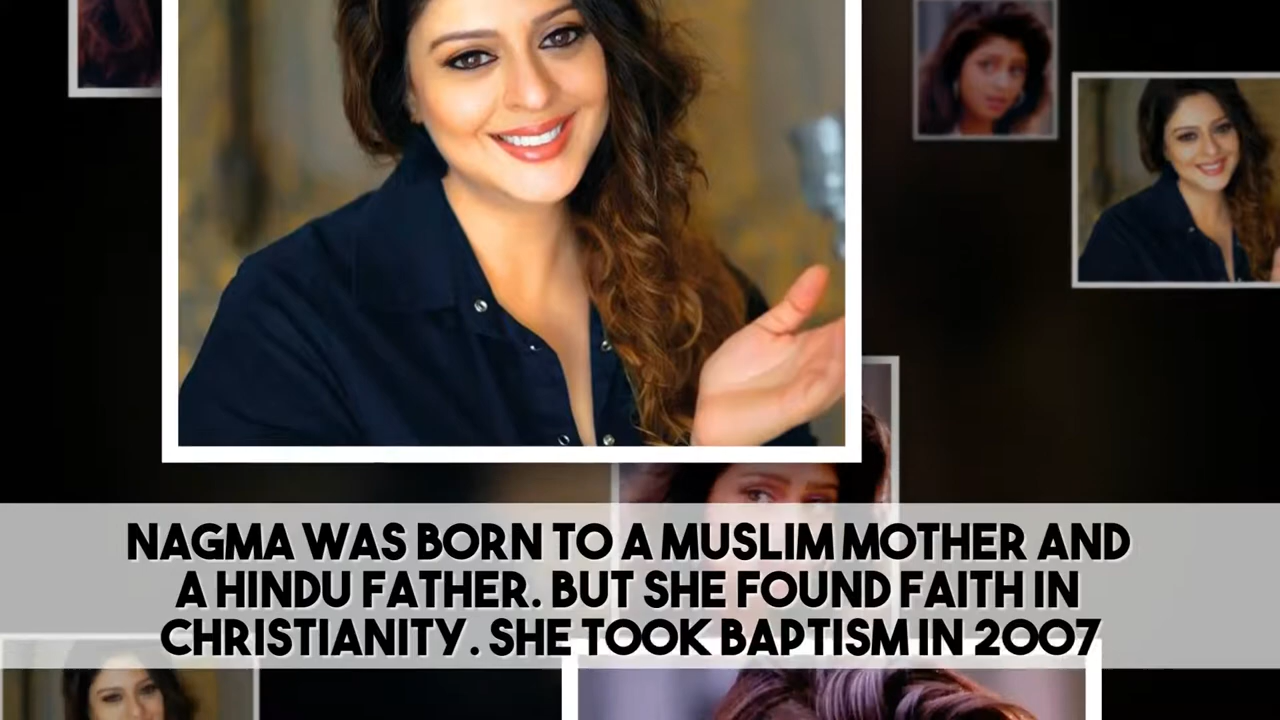 NAGMA WAS BORN TO A MUSLIM MOTHER AND
A HINDU FATHER. BUT SHE FOUND FAITH IN
CHRISTIANITY. SHE TOOK BAPTISM IN 2007